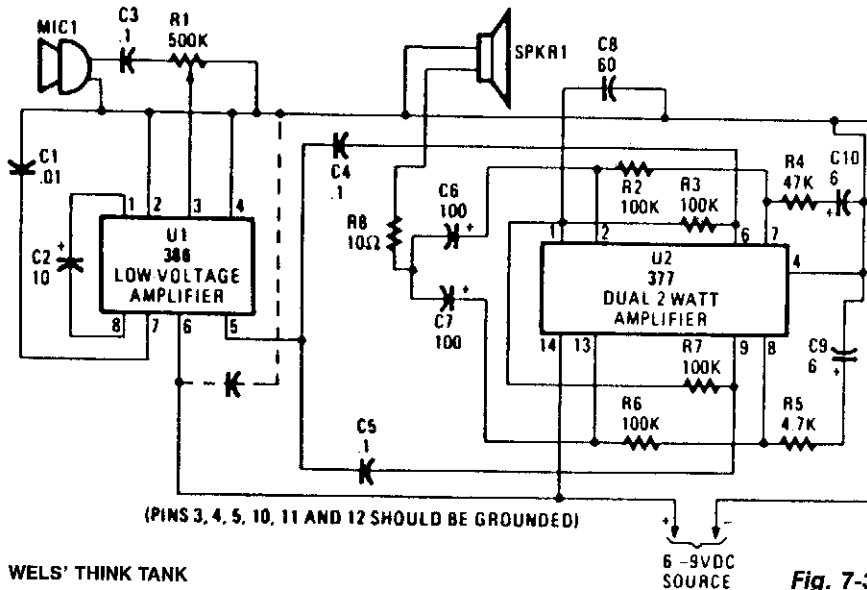 MIC1
C3
.1
R1
500K
SPKR1
C8
60
C1
.01
C2
10
+
1
2
3
4
U1
386
LOW-VOLTAGE
AMPLIFIER
8
7
6
5
C4
.1
C5
.1
R8
10Ω
C6
100
+
C7
100
+
R2
100K
R3
100K
R4
47K
C10
6
+
1
2
6
7
U2
377
DUAL 2 WATT
AMPLIFIER
4
14
13
9
8
R7
100K
R6
100K
R5
4.7K
C9
6
+
(PINS 3, 4, 5, 10, 11 AND 12 SHOULD BE GROUNDED)
+
–
6 -9VDC
SOURCE
WELS' THINK TANK
Fig. 7-3